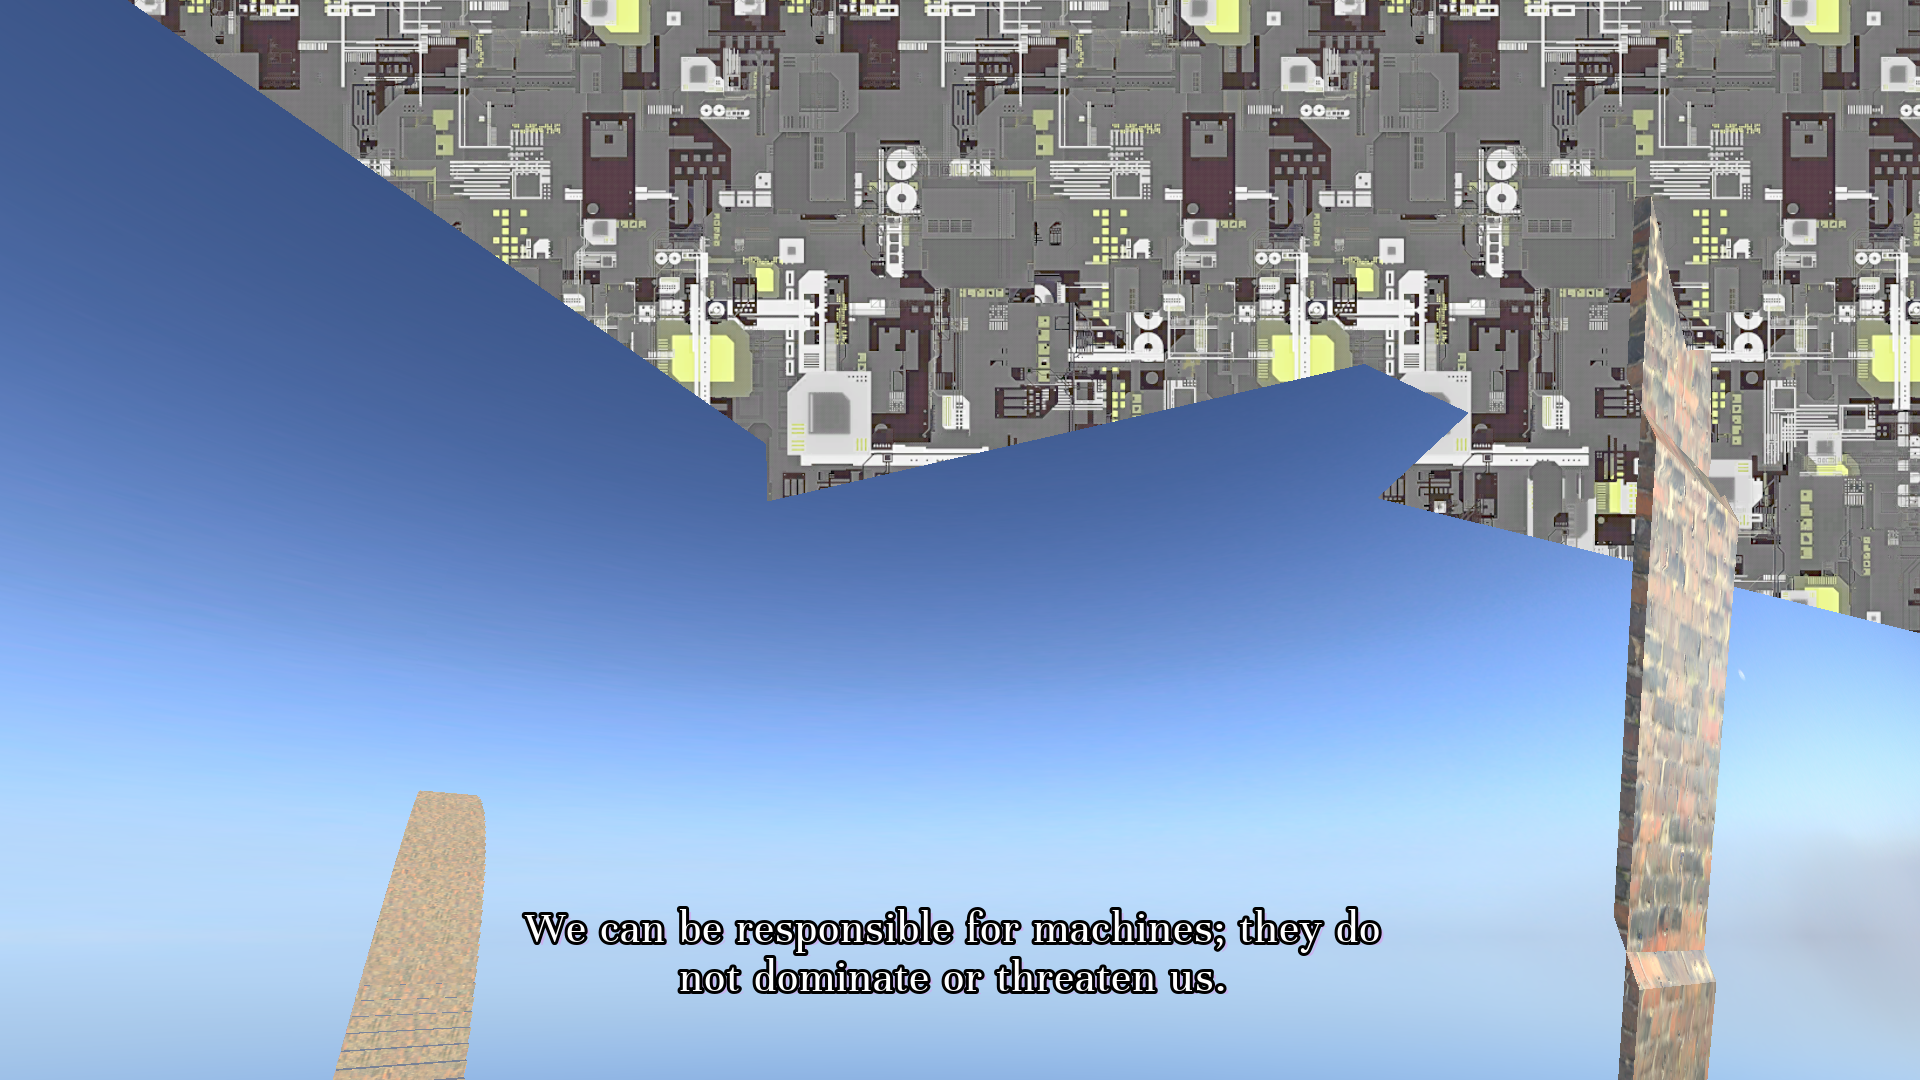 We can be responsible for machines; they do
not dominate or threaten us.